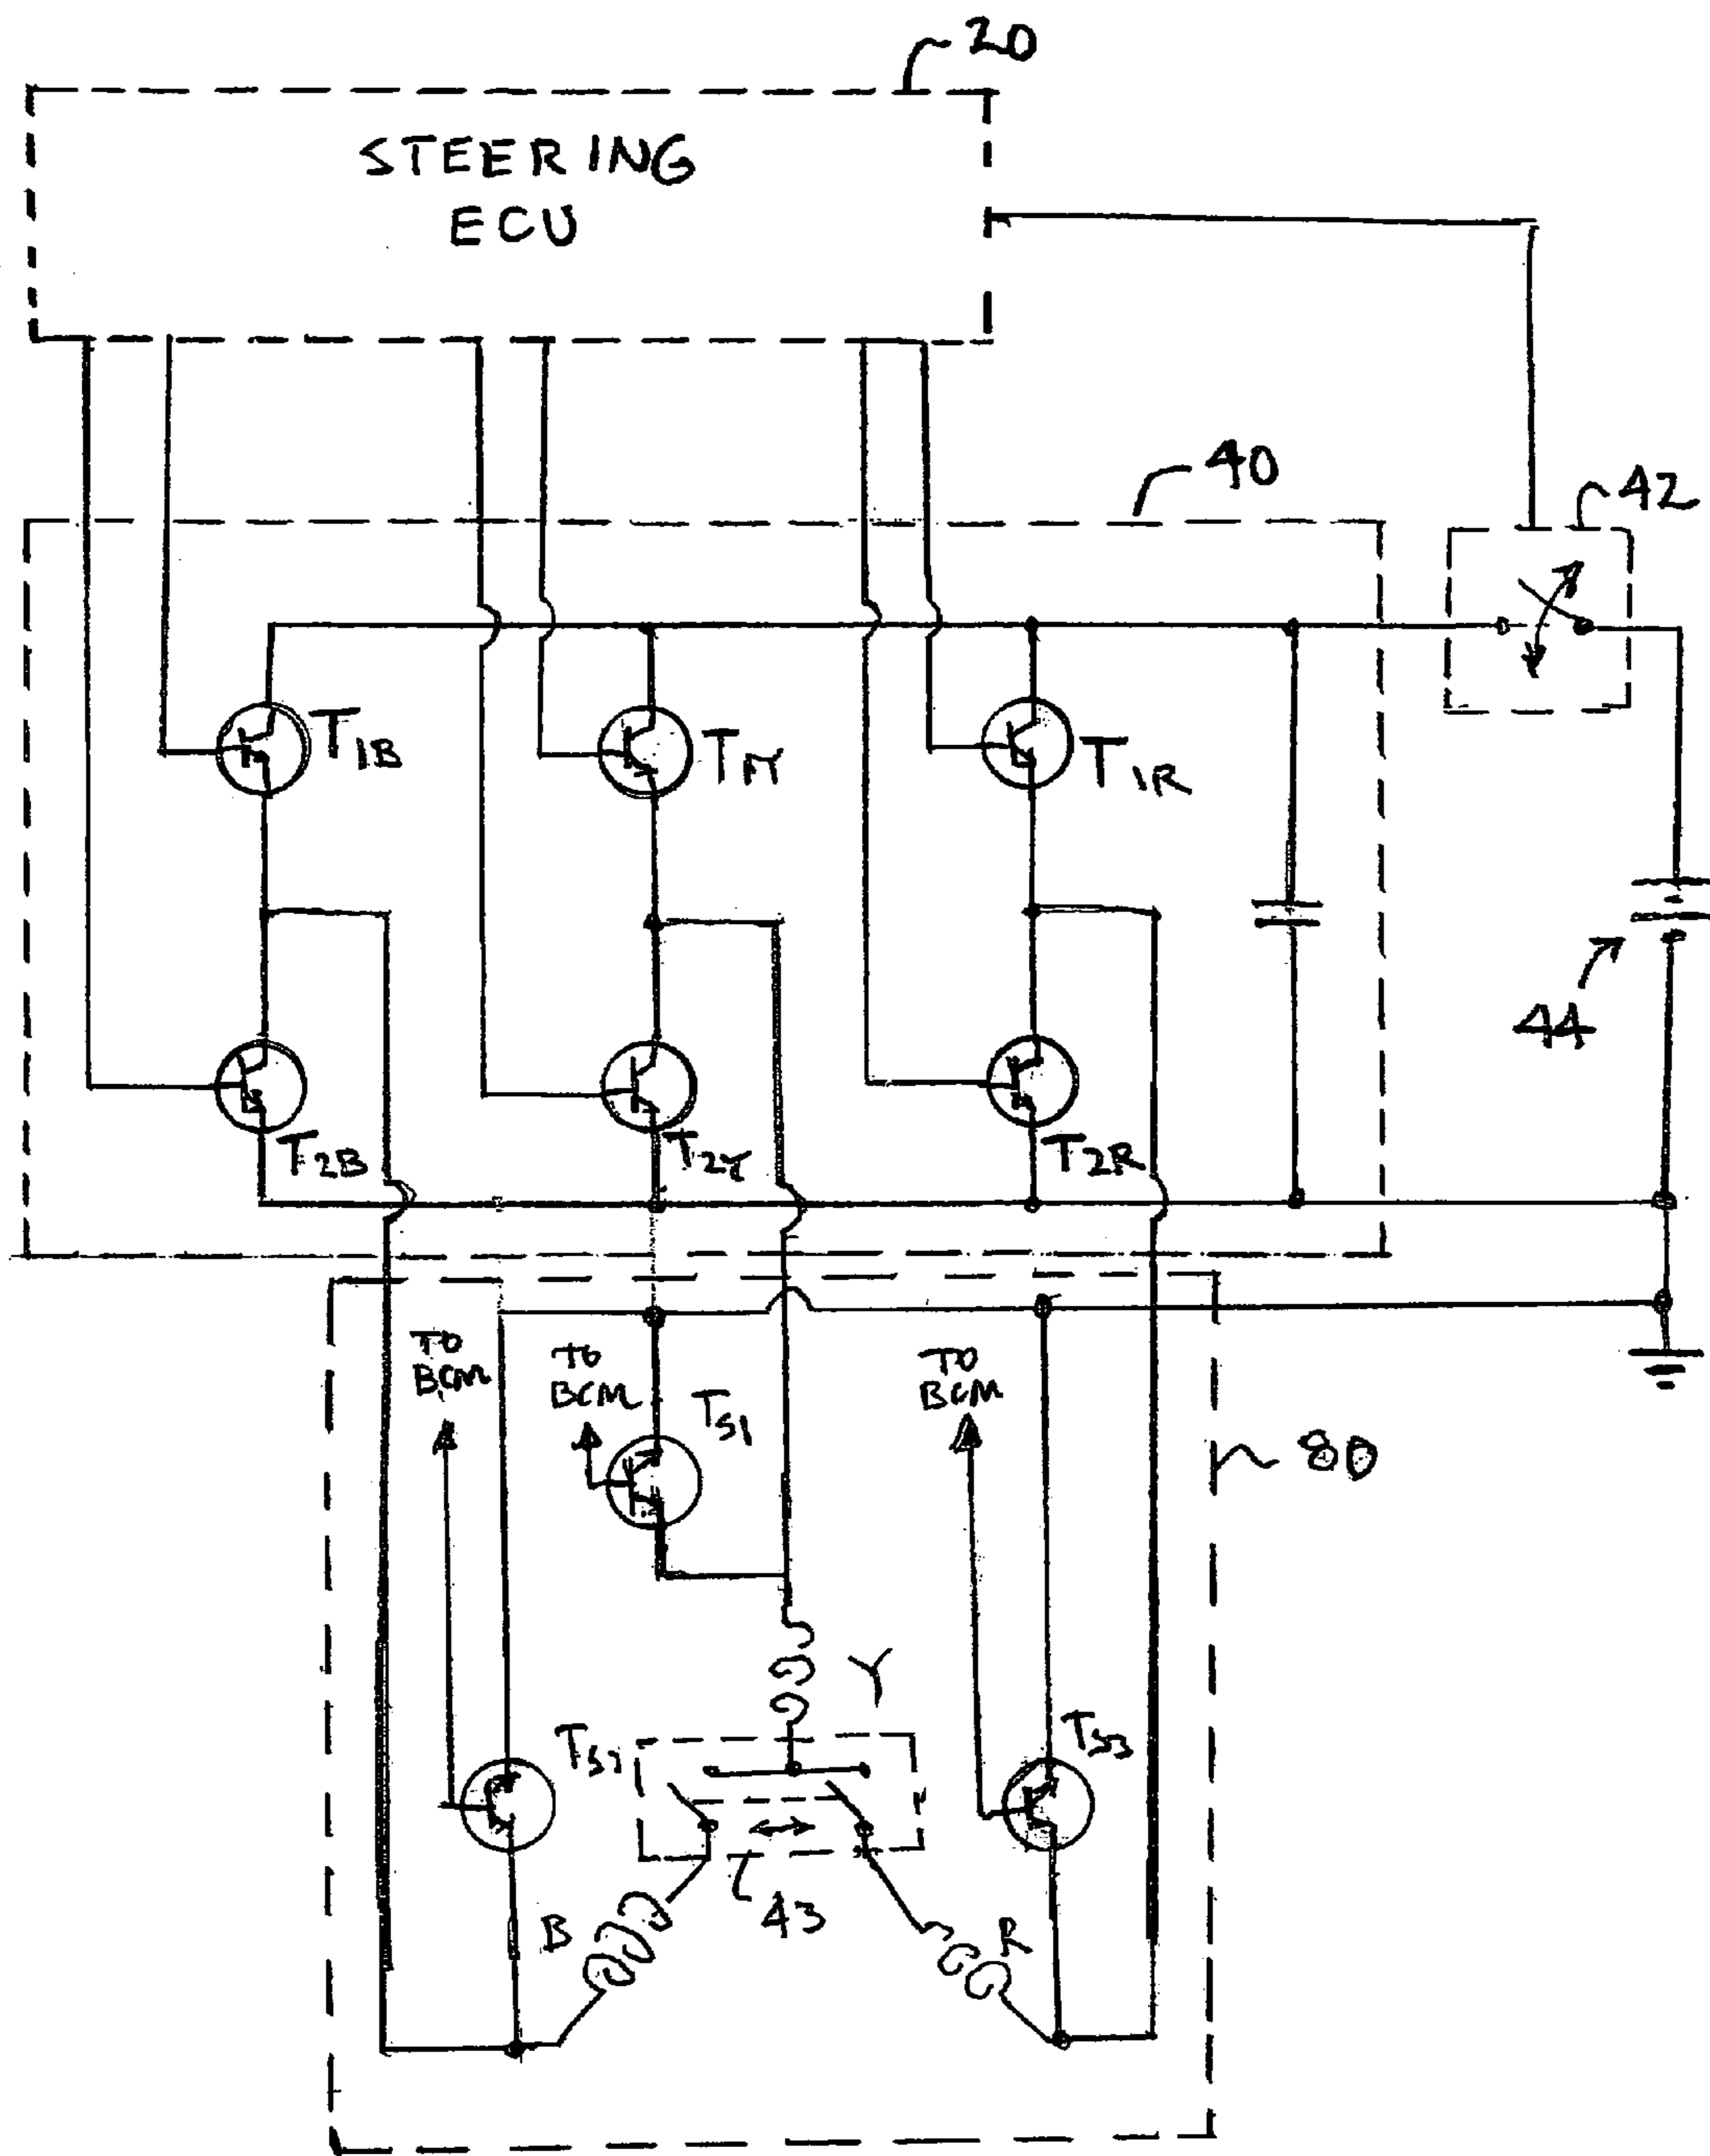 20
STEERING
ECU
40
42
T1B
T1Y
T1R
44
T2B
T2Y
T2R
TO
BCM
TO
BCM
TS1
TO
BCM
80
Y
TS3
43
B
R